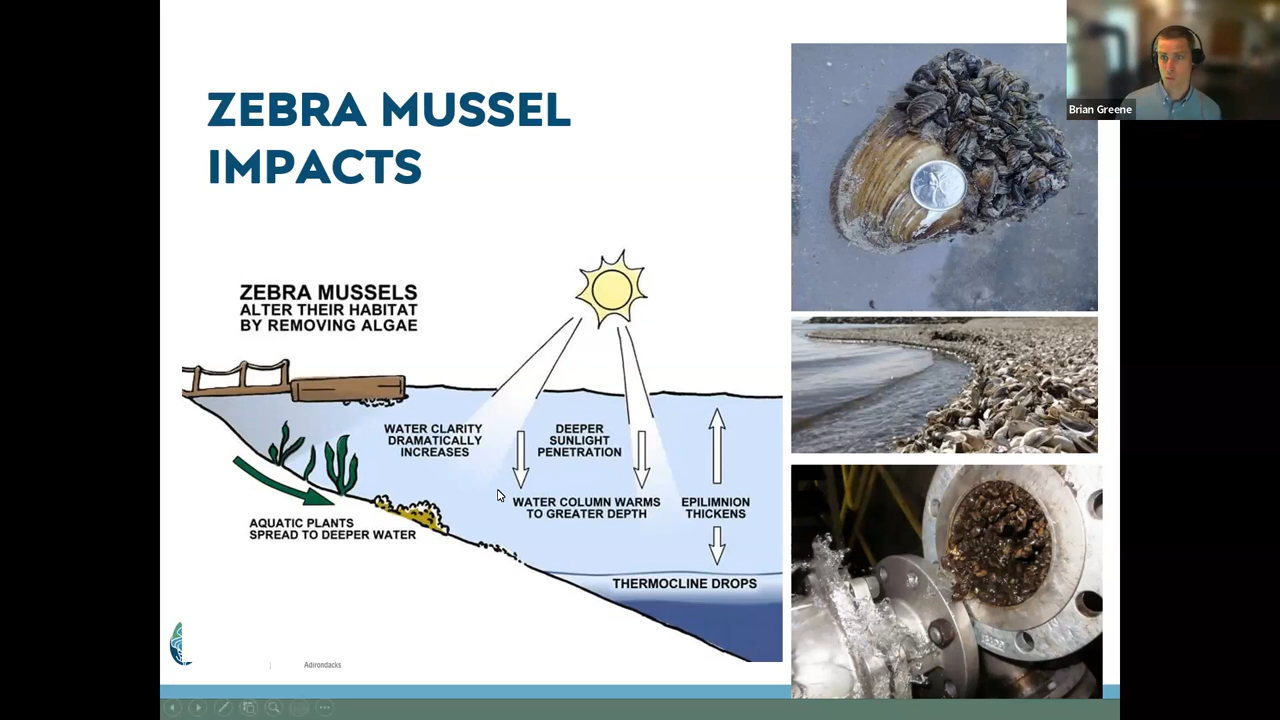 ZEBRA MUSSEL
IMPACTS
Brian Greene
ZEBRA MUSSELS
ALTER THEIR HABITAT
BY REMOVING ALGAE
WATER CLARITY
DRAMATICALLY
INCREASES
DEEPER
SUNLIGHT
PENETRATION
WATER COLUMN WARMS
TO GREATER DEPTH
EPILIMNION
THICKENS
AQUATIC PLANTS
SPREAD TO DEEPER WATER
THERMOCLINE DROPS
Adirondacks